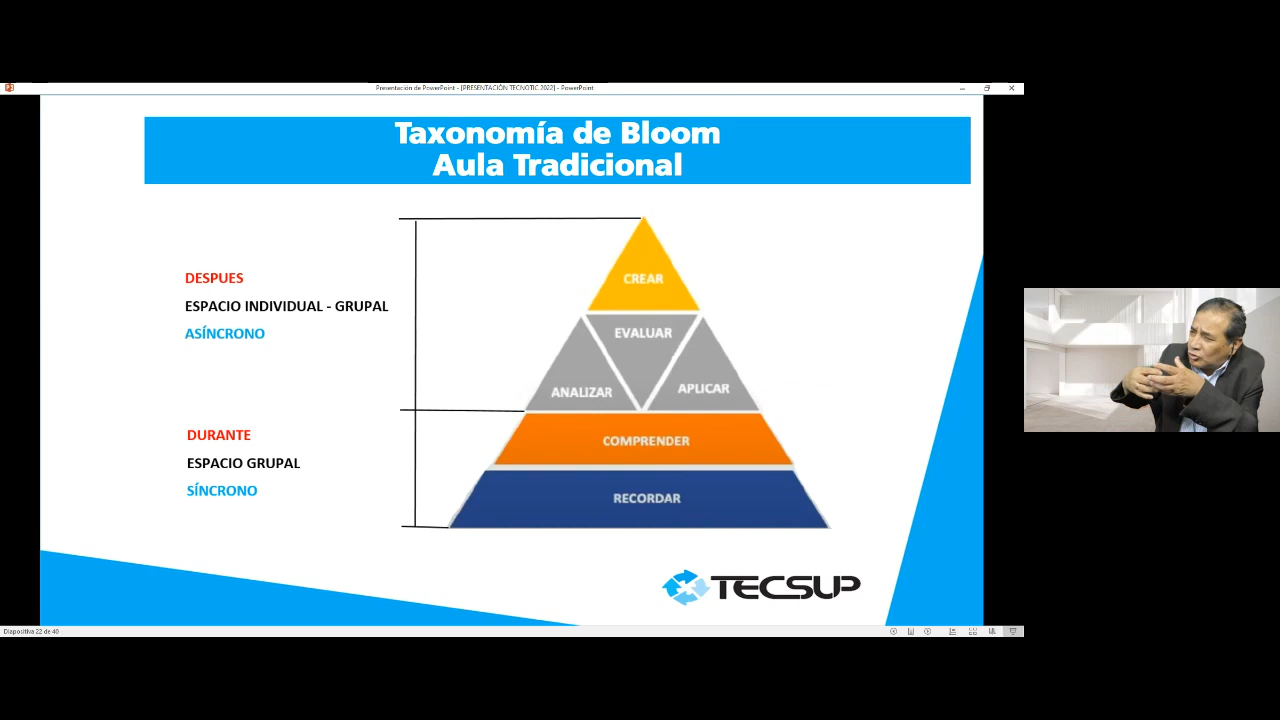 Presentación de PowerPoint - [PRESENTACIÓN TECNOTIC 2022] - PowerPoint
Taxonomía de Bloom
Aula Tradicional
DESPUES
ESPACIO INDIVIDUAL - GRUPAL
ASÍNCRONO
CREAR
EVALUAR
ANALIZAR
APLICAR
DURANTE
ESPACIO GRUPAL
SÍNCRONO
COMPRENDER
RECORDAR
TECSUP
Diapositiva 22 de 40